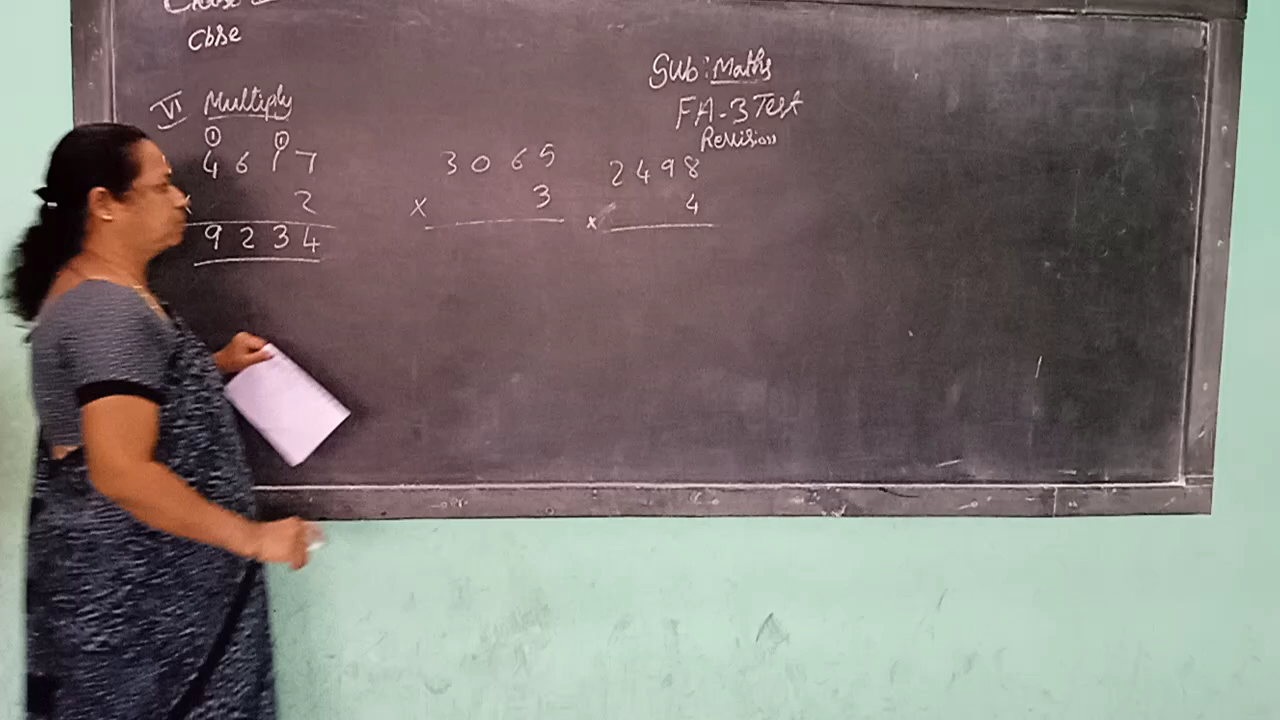 Cbse
Sub: Maths
FA-3 Test
Revision
VI Multiply
1 1
4 6 1 7
x 2
9 2 3 4
3 0 6 5
x 3
2 4 9 8
x 4